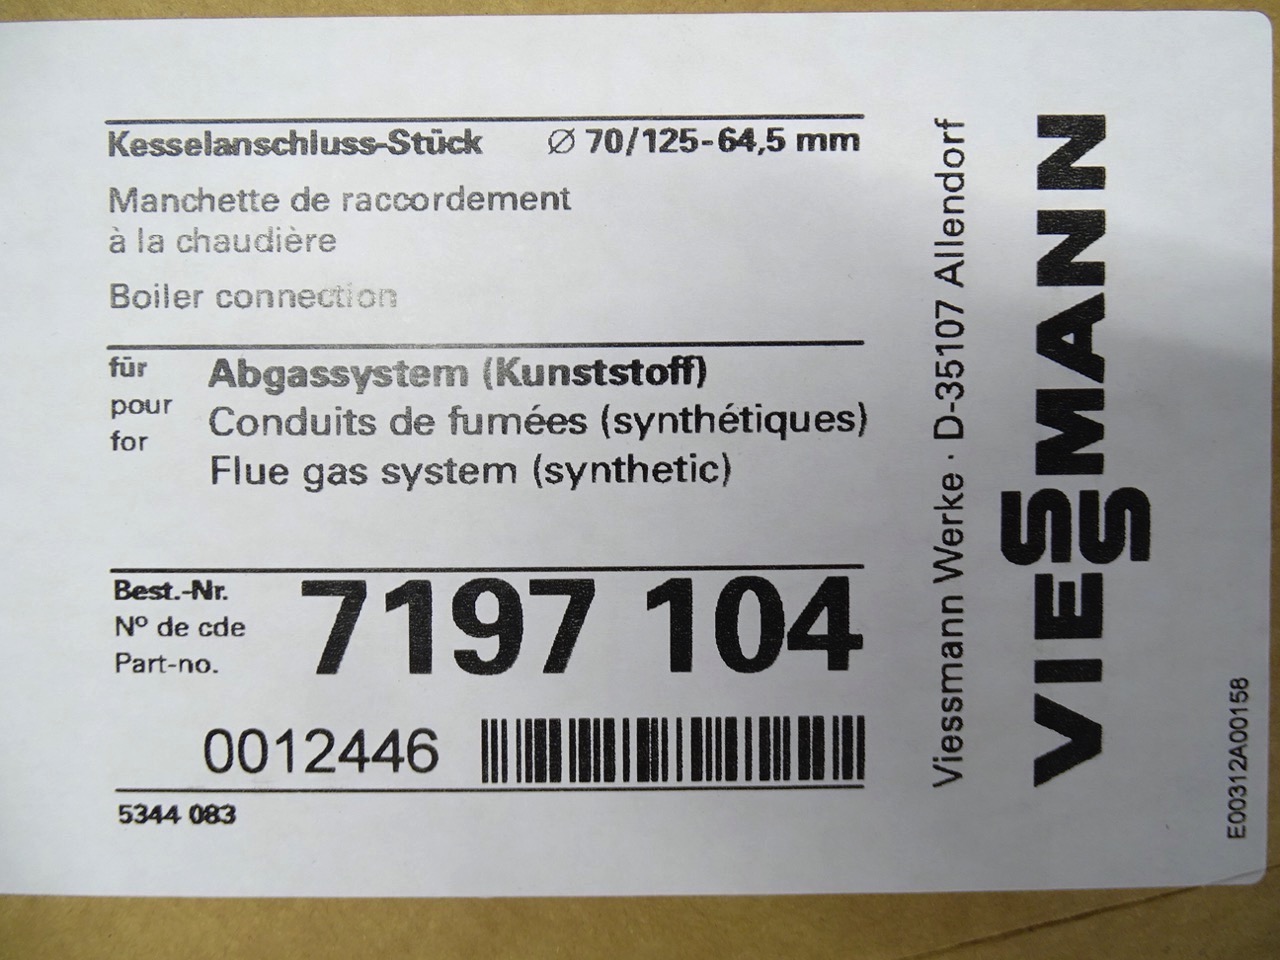 Kesselanschluss-Stück Ø 70/125-64,5 mm
Manchette de raccordement
à la chaudière
Boiler connection
für Abgassystem (Kunststoff)
pour Conduits de fumées (synthétiques)
for Flue gas system (synthetic)
Best.-Nr.
Nº de cde
Part-no.
7197 104
0012446
5344 083
Viessmann Werke · D-35107 Allendorf
VIESSMANN
E00312A00158